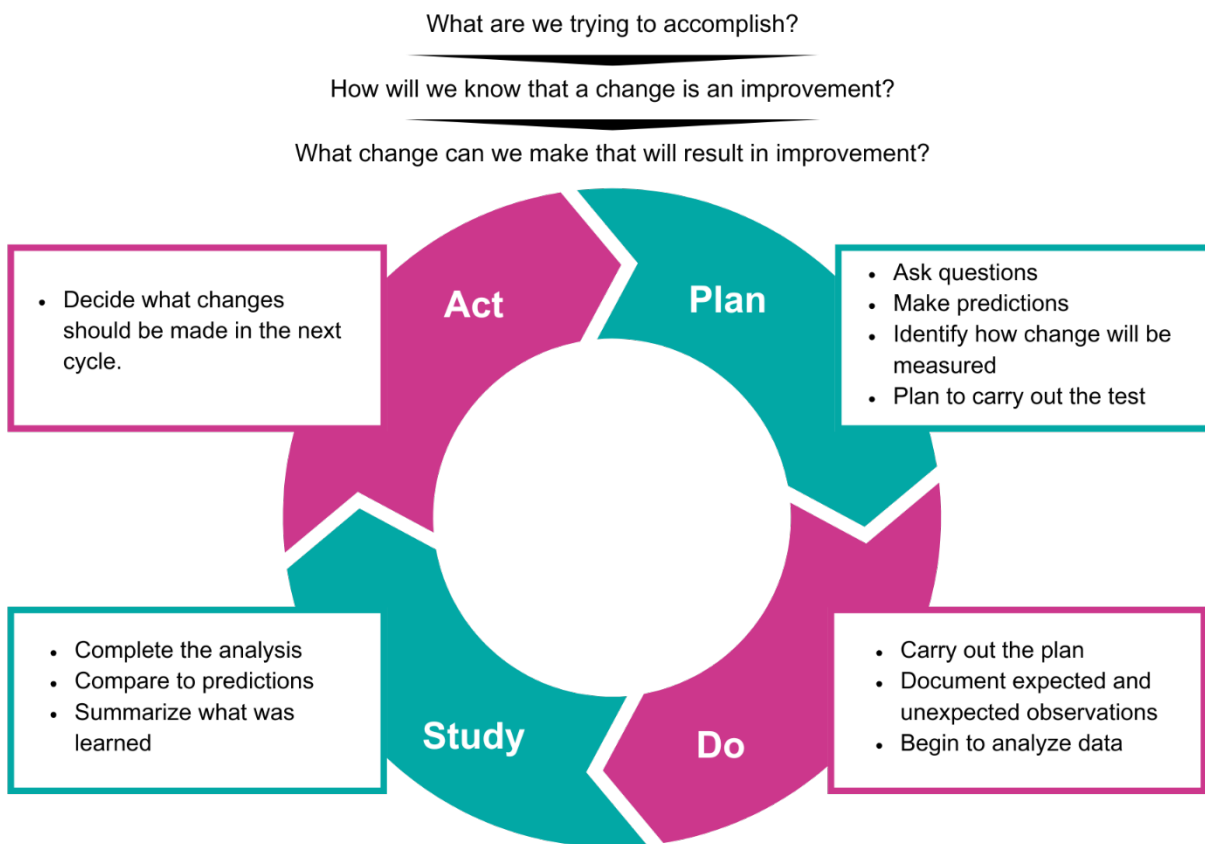 What are we trying to accomplish?
How will we know that a change is an improvement?
What change can we make that will result in improvement?
Act
Plan
• Decide what changes
should be made in the next
cycle.
• Ask questions
• Make predictions
• Identify how change will be
measured
• Plan to carry out the test
• Complete the analysis
• Compare to predictions
• Summarize what was
learned
Study
Do
• Carry out the plan
• Document expected and
unexpected observations
• Begin to analyze data